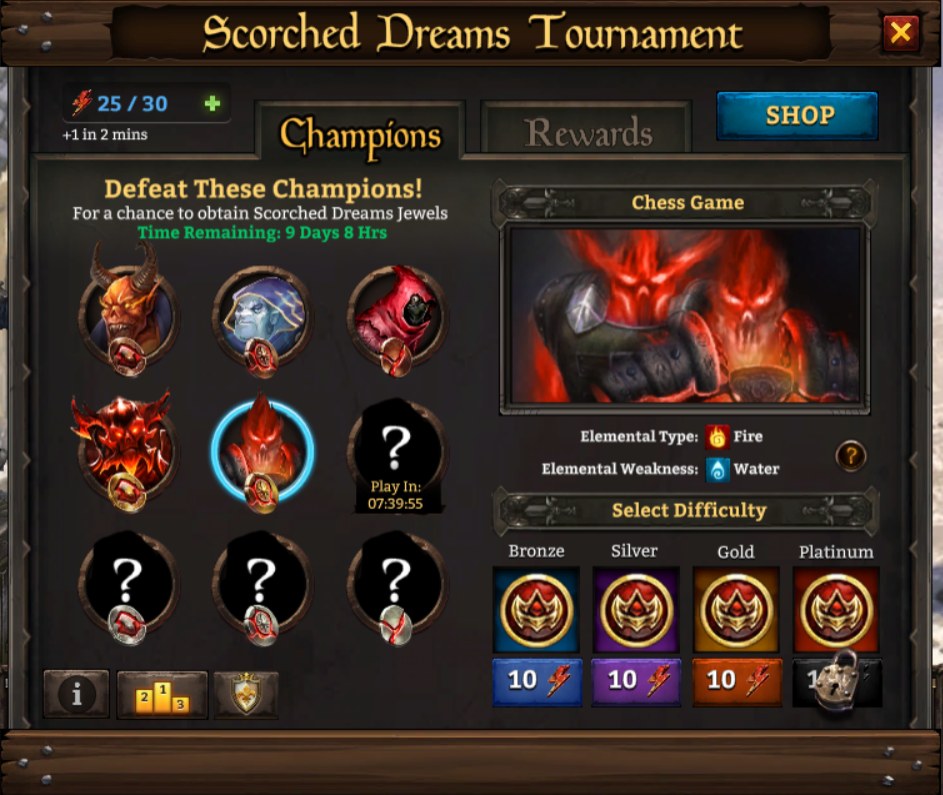 Scorched Dreams Tournament
25 / 30
+1 in 2 mins
Champions
Rewards
SHOP
Defeat These Champions!
For a chance to obtain Scorched Dreams Jewels
Time Remaining: 9 Days 8 Hrs
Chess Game
Elemental Type: Fire
Elemental Weakness: Water
?
?
Play In:
07:39:55
Select Difficulty
Bronze
Silver
Gold
Platinum
?
?
?
10
10
10
i
2
1
3